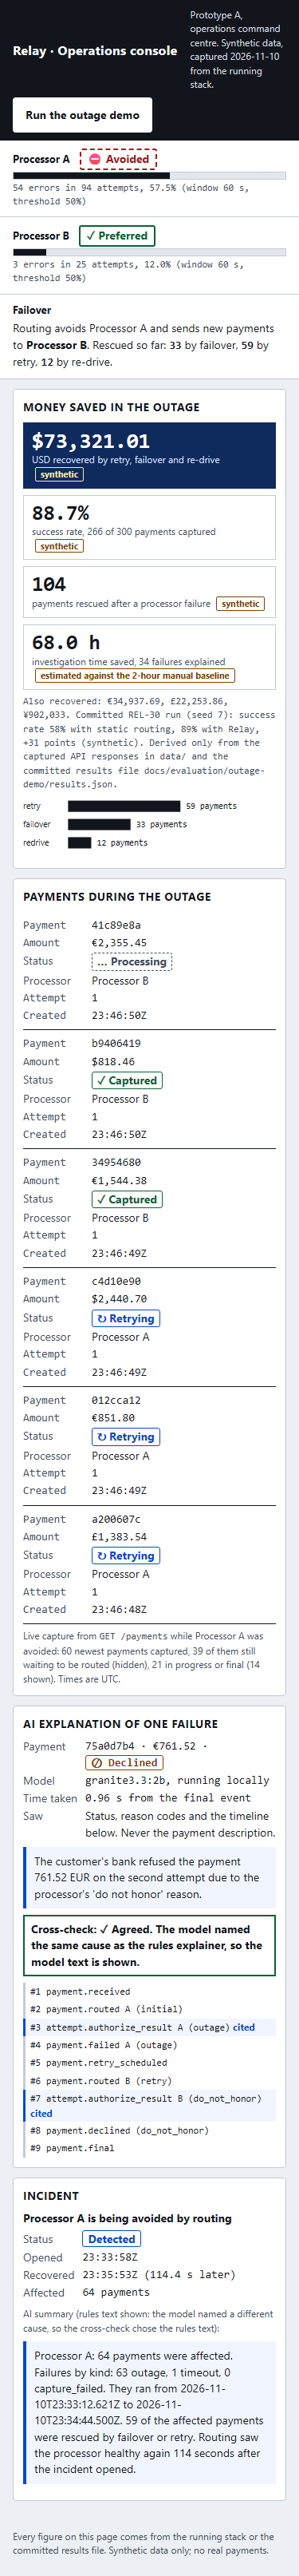 Relay · Operations console
Prototype A,
operations command
centre. Synthetic data,
captured 2026-11-10
from the running
stack.
Run the outage demo
Processor A ⛔ Avoided
54 errors in 94 attempts, 57.5% (window 60 s,
threshold 50%)
Processor B ✓ Preferred
3 errors in 25 attempts, 12.0% (window 60 s,
threshold 50%)
Failover
Routing avoids Processor A and sends new payments
to Processor B. Rescued so far: 33 by failover, 59 by
retry, 12 by re-drive.
MONEY SAVED IN THE OUTAGE
$73,321.01
USD recovered by retry, failover and re-drive
synthetic
88.7%
success rate, 266 of 300 payments captured
synthetic
104
payments rescued after a processor failure synthetic
68.0 h
investigation time saved, 34 failures explained
estimated against the 2-hour manual baseline
Also recovered: €34,937.69, £22,253.86,
¥902,033. Committed REL-30 run (seed 7): success
rate 58% with static routing, 89% with Relay,
+31 points (synthetic). Derived only from the
captured API responses in data/ and the
committed results file docs/evaluation/outage-
demo/results.json.
retry 59 payments
failover 33 payments
redrive 12 payments
PAYMENTS DURING THE OUTAGE
Payment 41c89e8a
Amount €2,355.45
Status … Processing
Processor Processor B
Attempt 1
Created 23:46:50Z
Payment b9406419
Amount $818.46
Status ✓ Captured
Processor Processor B
Attempt 1
Created 23:46:50Z
Payment 34954680
Amount €1,544.38
Status ✓ Captured
Processor Processor B
Attempt 1
Created 23:46:49Z
Payment c4d10e90
Amount $2,440.70
Status ↻ Retrying
Processor Processor A
Attempt 1
Created 23:46:49Z
Payment 012cca12
Amount €851.80
Status ↻ Retrying
Processor Processor A
Attempt 1
Created 23:46:49Z
Payment a200607c
Amount £1,383.54
Status ↻ Retrying
Processor Processor A
Attempt 1
Created 23:46:48Z
Live capture from GET /payments while Processor A was
avoided: 60 newest payments captured, 39 of them still
waiting to be routed (hidden), 21 in progress or final (14
shown). Times are UTC.
AI EXPLANATION OF ONE FAILURE
Payment 75a0d7b4 · €761.52 ·
⊘ Declined
Model granite3.3:2b, running locally
Time taken 0.96 s from the final event
Saw Status, reason codes and the timeline
below. Never the payment description.
The customer's bank refused the payment
761.52 EUR on the second attempt due to the
processor's 'do not honor' reason.
Cross-check: ✓ Agreed. The model named
the same cause as the rules explainer, so the
model text is shown.
#1 payment.received
#2 payment.routed A (initial)
#3 attempt.authorize_result A (outage) cited
#4 payment.failed A (outage)
#5 payment.retry_scheduled
#6 payment.routed B (retry)
#7 attempt.authorize_result B (do_not_honor)
cited
#8 payment.declined (do_not_honor)
#9 payment.final
INCIDENT
Processor A is being avoided by routing
Status Detected
Opened 23:33:58Z
Recovered 23:35:53Z (114.4 s later)
Affected 64 payments
AI summary (rules text shown: the model named a different
cause, so the cross-check chose the rules text):
Processor A: 64 payments were affected.
Failures by kind: 63 outage, 1 timeout, 0
capture_failed. They ran from 2026-11-
10T23:33:12.621Z to 2026-11-
10T23:34:44.500Z. 59 of the affected payments
were rescued by failover or retry. Routing saw
the processor healthy again 114 seconds after
the incident opened.
Every figure on this page comes from the running stack or the
committed results file. Synthetic data only; no real payments.